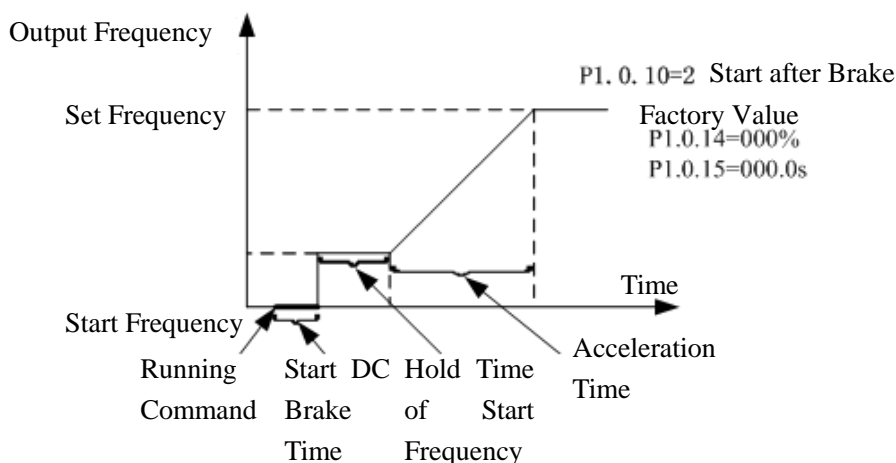 Output Frequency
P1.0.10=2 Start after Brake
Set Frequency
Factory Value
P1.0.14=000%
P1.0.15=000.0s
Time
Start Frequency
Running
Command
Start DC
Brake
Time
Hold Time
of Start
Frequency
Acceleration
Time